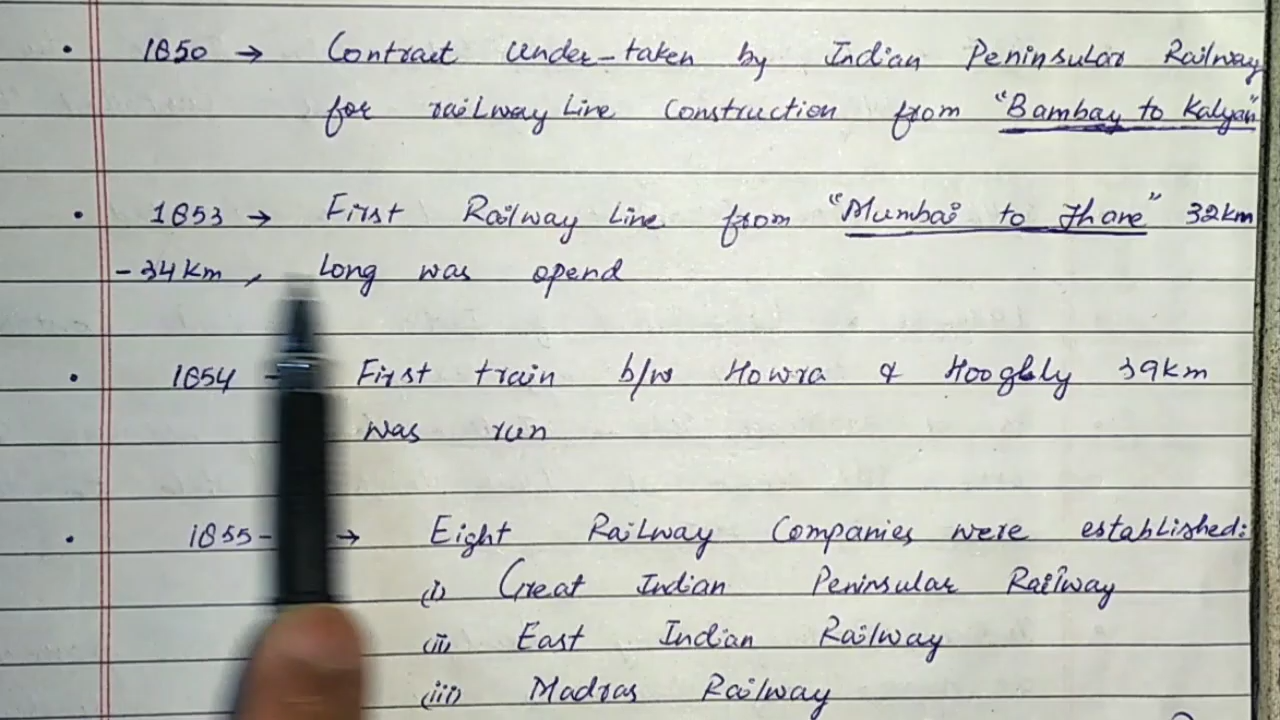 • 1850 → Contract under-taken by Indian Peninsular Railway
for railway Line Construction from "Bambay to Kalyan"
• 1853 → First Railway Line from "Mumbai to Thane" 32km
- 34km, Long was opend
• 1854 - First train b/w Howra & Hooghly 39km
was run
• 1855- → Eight Railway Companies were established:
(i) Great Indian Peninsular Railway
(ii) East Indian Railway
(iii) Madras Railway